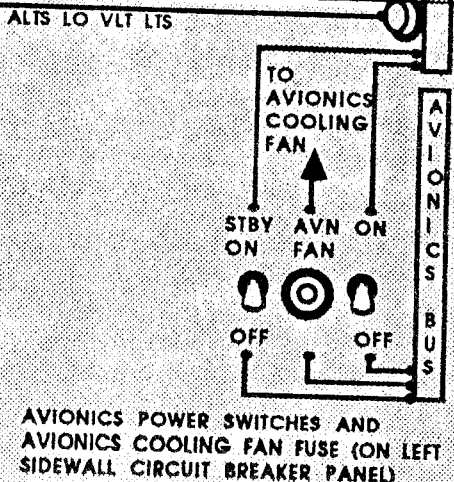 ALTS LO VLT LTS
TO
AVIONICS
COOLING
FAN
STBY AVN ON
ON FAN
OFF OFF
AVIONICS BUS
AVIONICS POWER SWITCHES AND
AVIONICS COOLING FAN FUSE (ON LEFT
SIDEWALL CIRCUIT BREAKER PANEL)